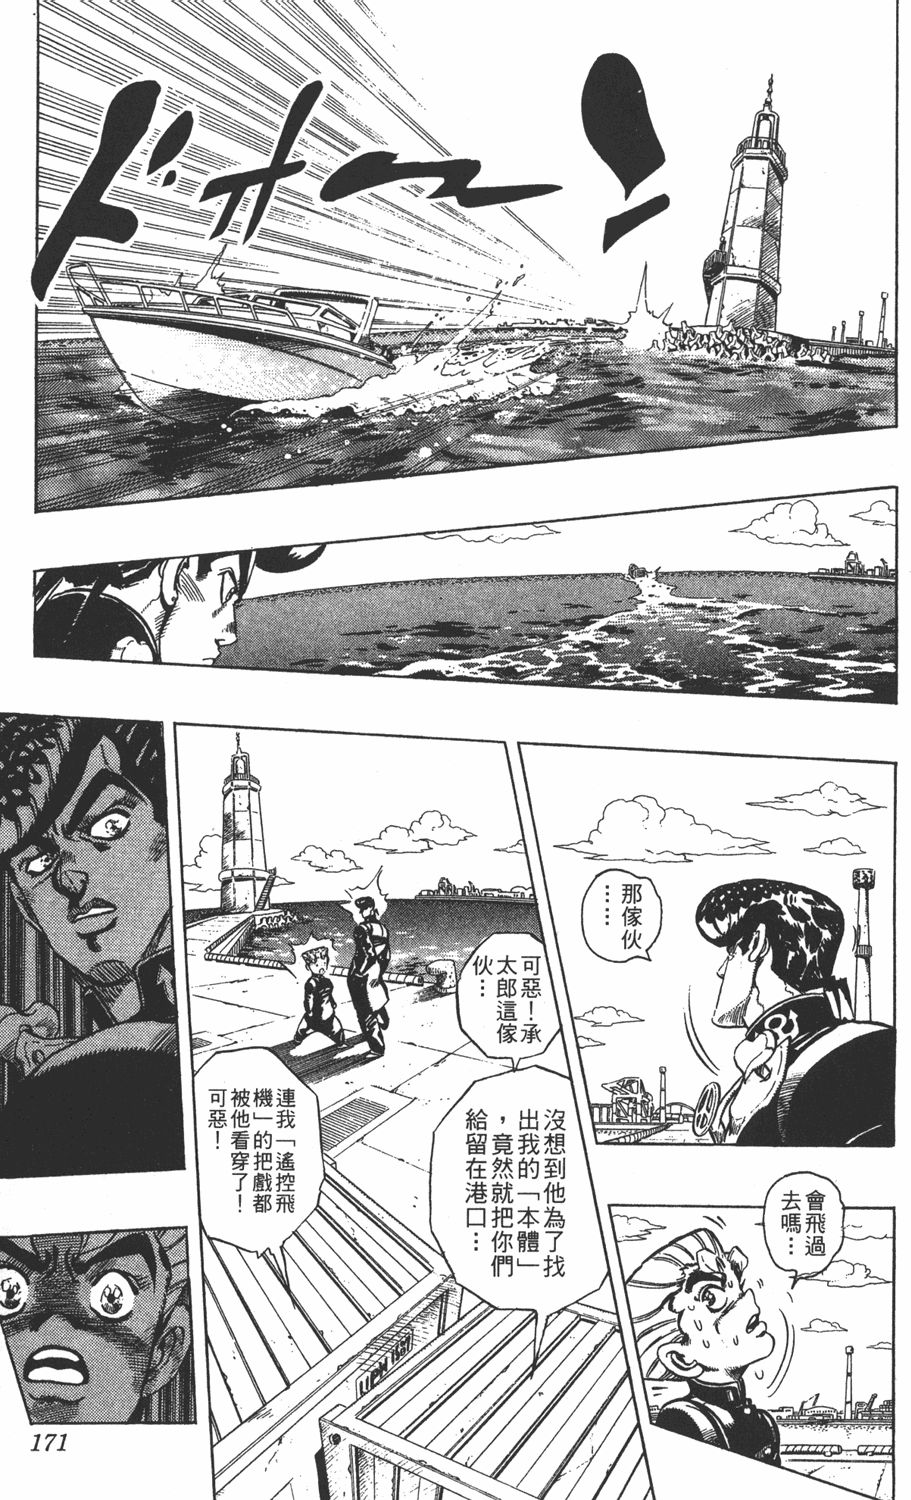 ドォォーー！
那傢伙
……
會飛過
去嗎…
可惡！承
太郎這傢
伙…
沒想到他為了找
出我的「本體」
，竟然就把你們
給留在港口…
連我「遙控飛
機」的把戲都
被他看穿了！
可惡！
171